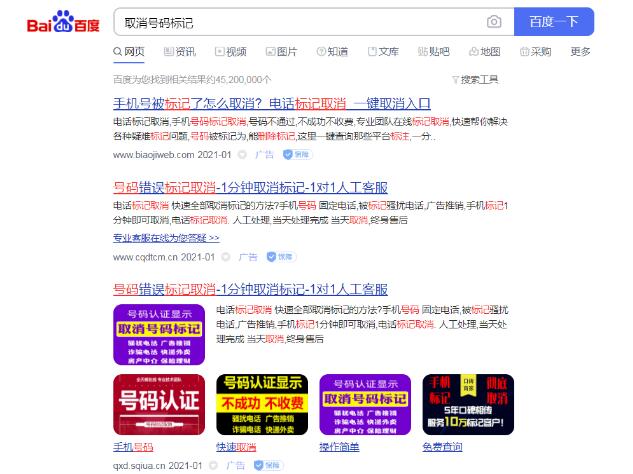 Bai du 百度
取消号码标记
百度一下
网页 资讯 视频 图片 知道 文库 贴吧 地图 采购 更多
百度为您找到相关结果约45,200,000个
搜索工具
手机号被标记了怎么取消？电话标记取消 一键取消入口
电话标记取消,手机号码标记取消,号码不通过,不成功不收费,专业团队在线标记取消,快速帮你解决
各种疑难标记问题,号码被标记为,能删除标记,这里一键查询那些平台标注,一分..
www.biaojiweb.com 2021-01 广告 保障
号码错误标记取消-1分钟取消标记-1对1人工客服
电话标记取消 快速全部取消标记的方法?手机号码 固定电话,被标记骚扰电话,广告推销,手机标记1
分钟即可取消,电话标记取消. 人工处理,当天处理完成 当天取消,终身售后
专业客服在线为您答疑 >>
www.cqdtcm.cn 2021-01 广告 保障
号码错误标记取消-1分钟取消标记-1对1人工客服
号码认证显示
取消号码标记
骚扰电话 广告推销
诈骗电话 快递外卖
房产中介 保险理财
电话标记取消 快速全部取消标记的方法?手机号码 固定电话,被标记骚扰
电话,广告推销,手机标记1分钟即可取消,电话标记取消. 人工处理,当天处
理完成 当天取消,终身售后
号码认证
号码认证显示
不成功 不收费
骚扰电话 广告推销
诈骗电话 快递外卖
号码认证显示
取消号码标记
骚扰电话 广告推销
诈骗电话 快递外卖
房产中介 保险理财
手机标记
口碑商家
彻底取消
5年口碑相传
服务10万标记客户!
手机号码 快速取消 操作简单 免费查询
qxd.sqiua.cn 2021-01 广告 保障